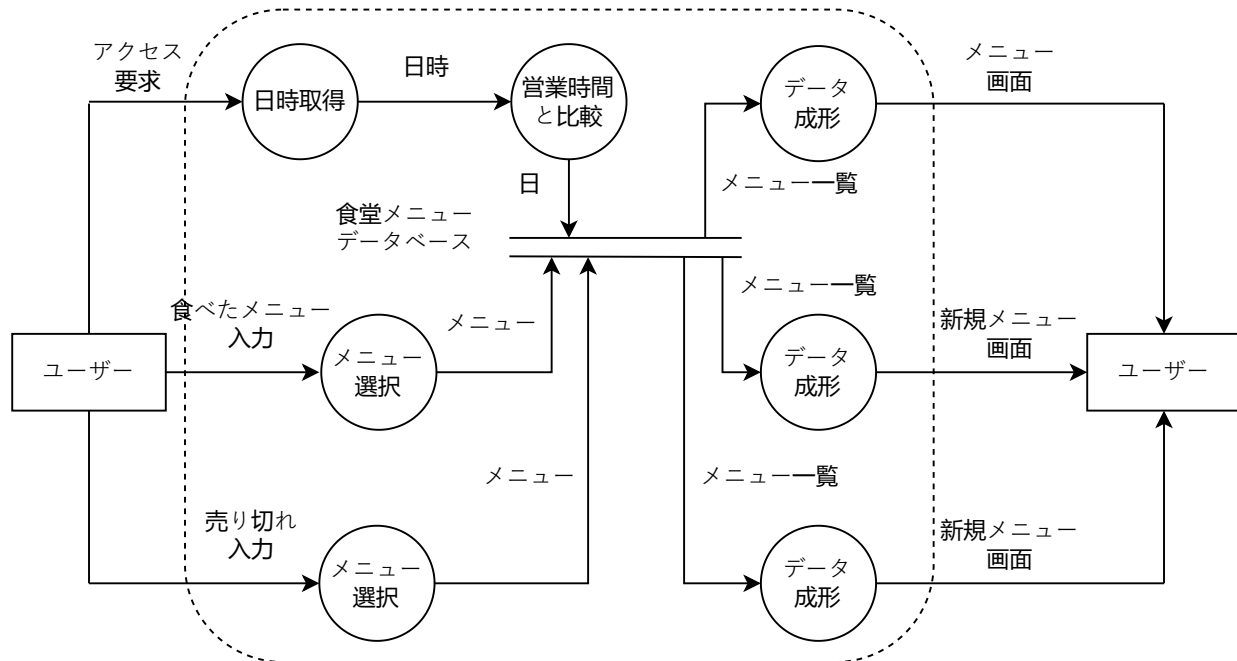 アクセス
要求
日時取得
日時
営業時間
と比較
データ
成形
メニュー
画面
日
メニュー一覧
食堂メニュー
データベース
メニュー一覧
食べたメニュー
入力
メニュー
新規メニュー
画面
ユーザー
メニュー
選択
データ
成形
ユーザー
メニュー
メニュー一覧
売り切れ
入力
新規メニュー
画面
メニュー
選択
データ
成形